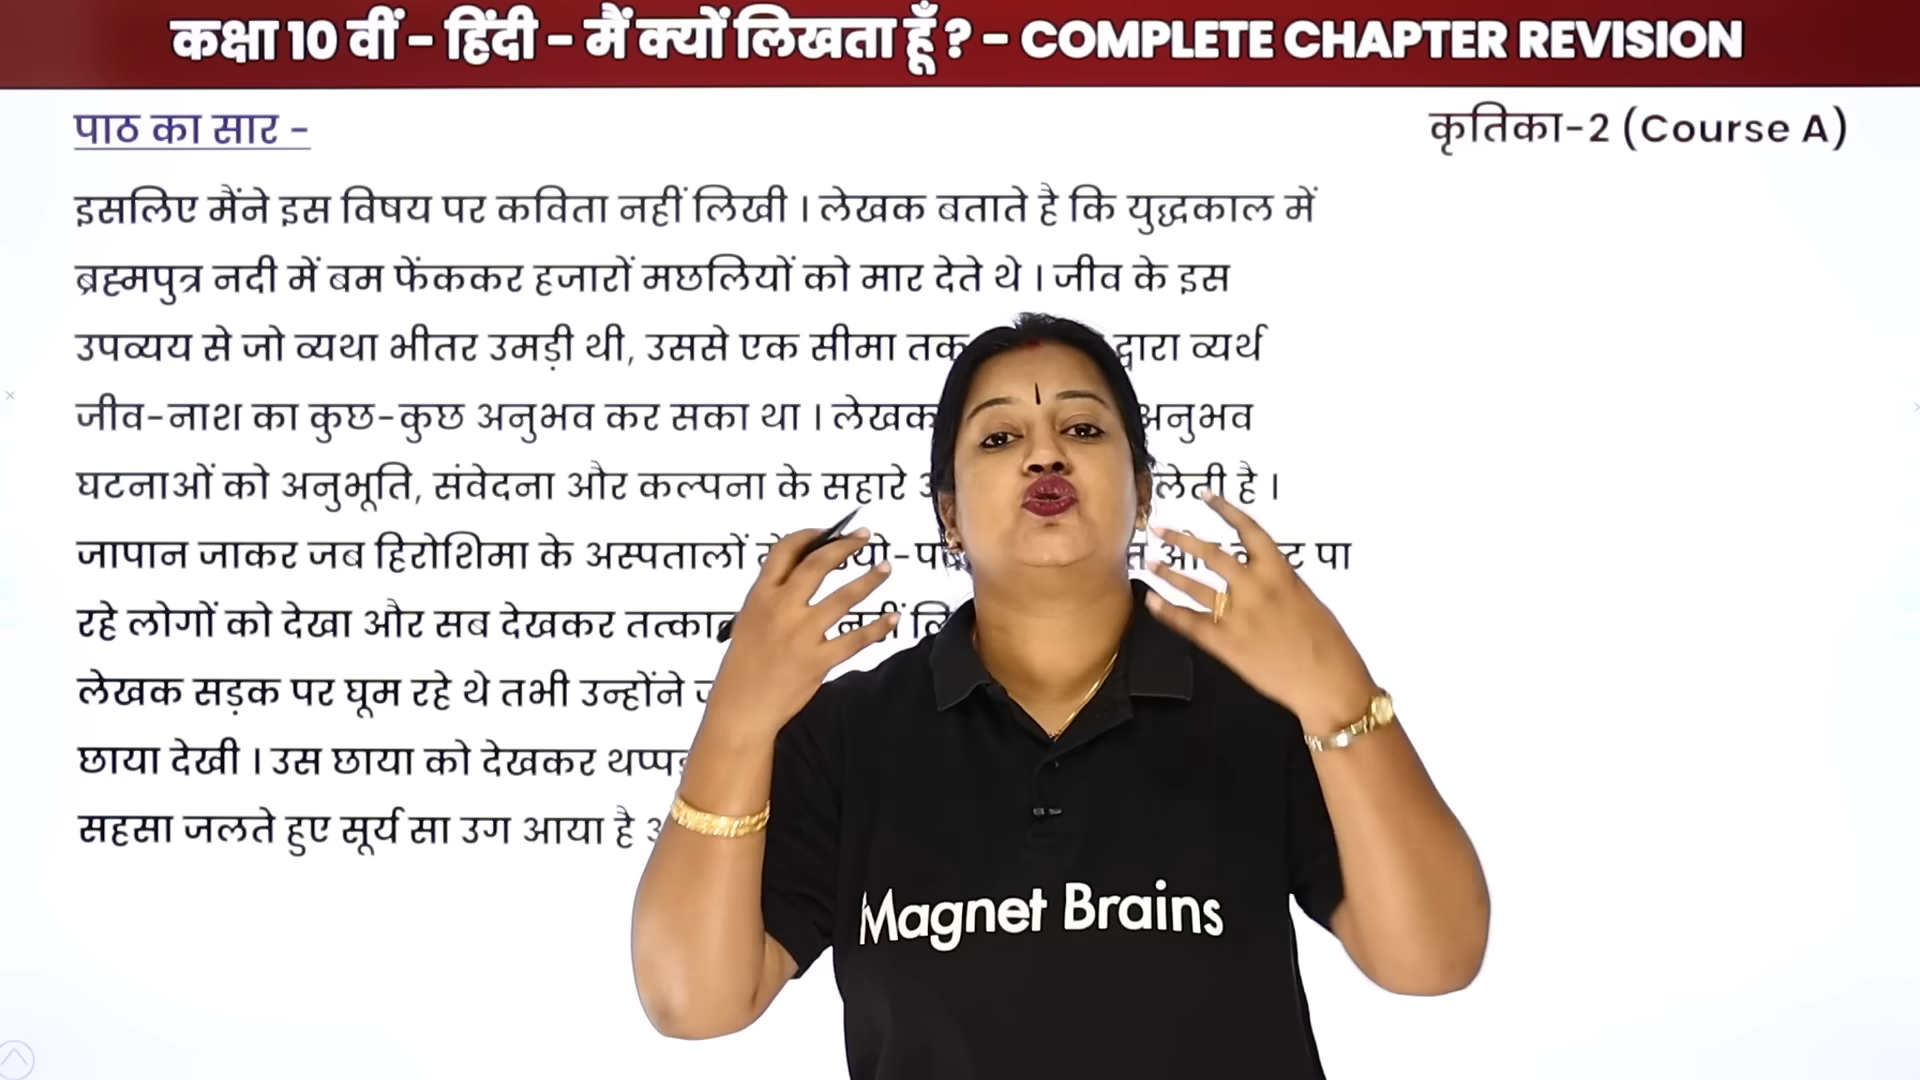 कक्षा 10 वीं - हिंदी - मैं क्यों लिखता हूँ ? - COMPLETE CHAPTER REVISION
पाठ का सार -
कृतिका-2 (Course A)
इसलिए मैंने इस विषय पर कविता नहीं लिखी । लेखक बताते है कि युद्धकाल में
ब्रह्मपुत्र नदी में बम फेंककर हजारों मछलियों को मार देते थे । जीव के इस
उपव्यय से जो व्यथा भीतर उमड़ी थी, उससे एक सीमा तक द्वारा व्यर्थ
जीव-नाश का कुछ-कुछ अनुभव कर सका था । लेखक अनुभव
घटनाओं को अनुभूति, संवेदना और कल्पना के सहारे लेती है ।
जापान जाकर जब हिरोशिमा के अस्पतालों पा
रहे लोगों को देखा और सब देखकर नहीं
लेखक सड़क पर घूम रहे थे तभी उन्होंने
छाया देखी । उस छाया को देखकर
सहसा जलते हुए सूर्य सा उग आया है
Magnet Brains